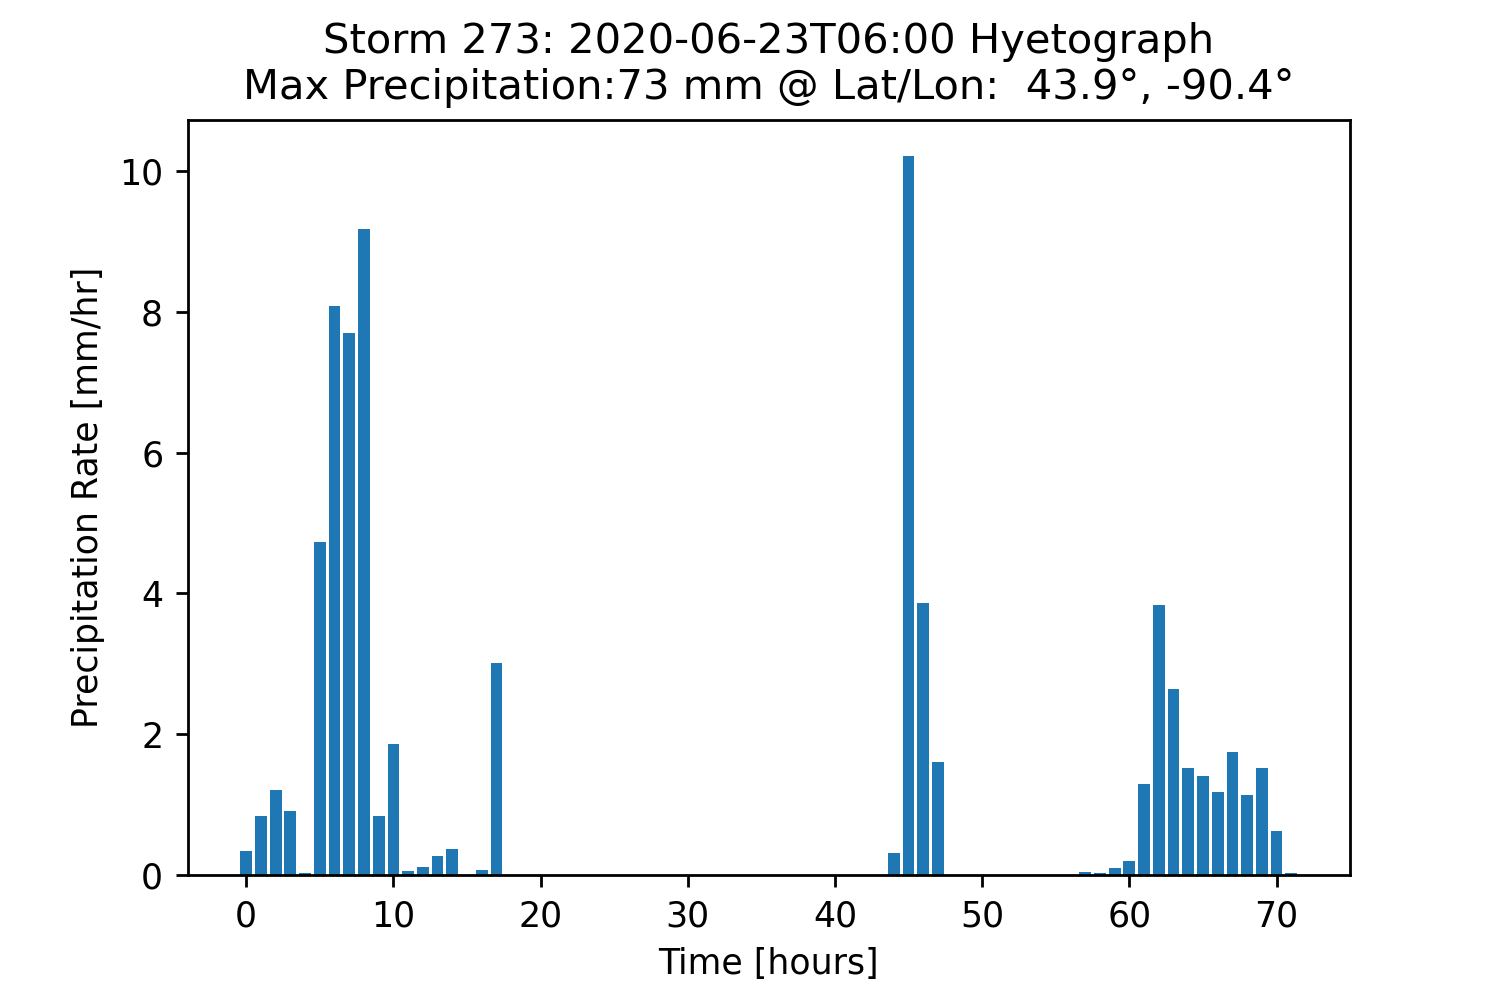 Storm 273: 2020-06-23T06:00 Hyetograph
Max Precipitation:73 mm @ Lat/Lon:  43.9°, -90.4°
Precipitation Rate [mm/hr]
10
8
6
4
2
0
0 10 20 30 40 50 60 70
Time [hours]